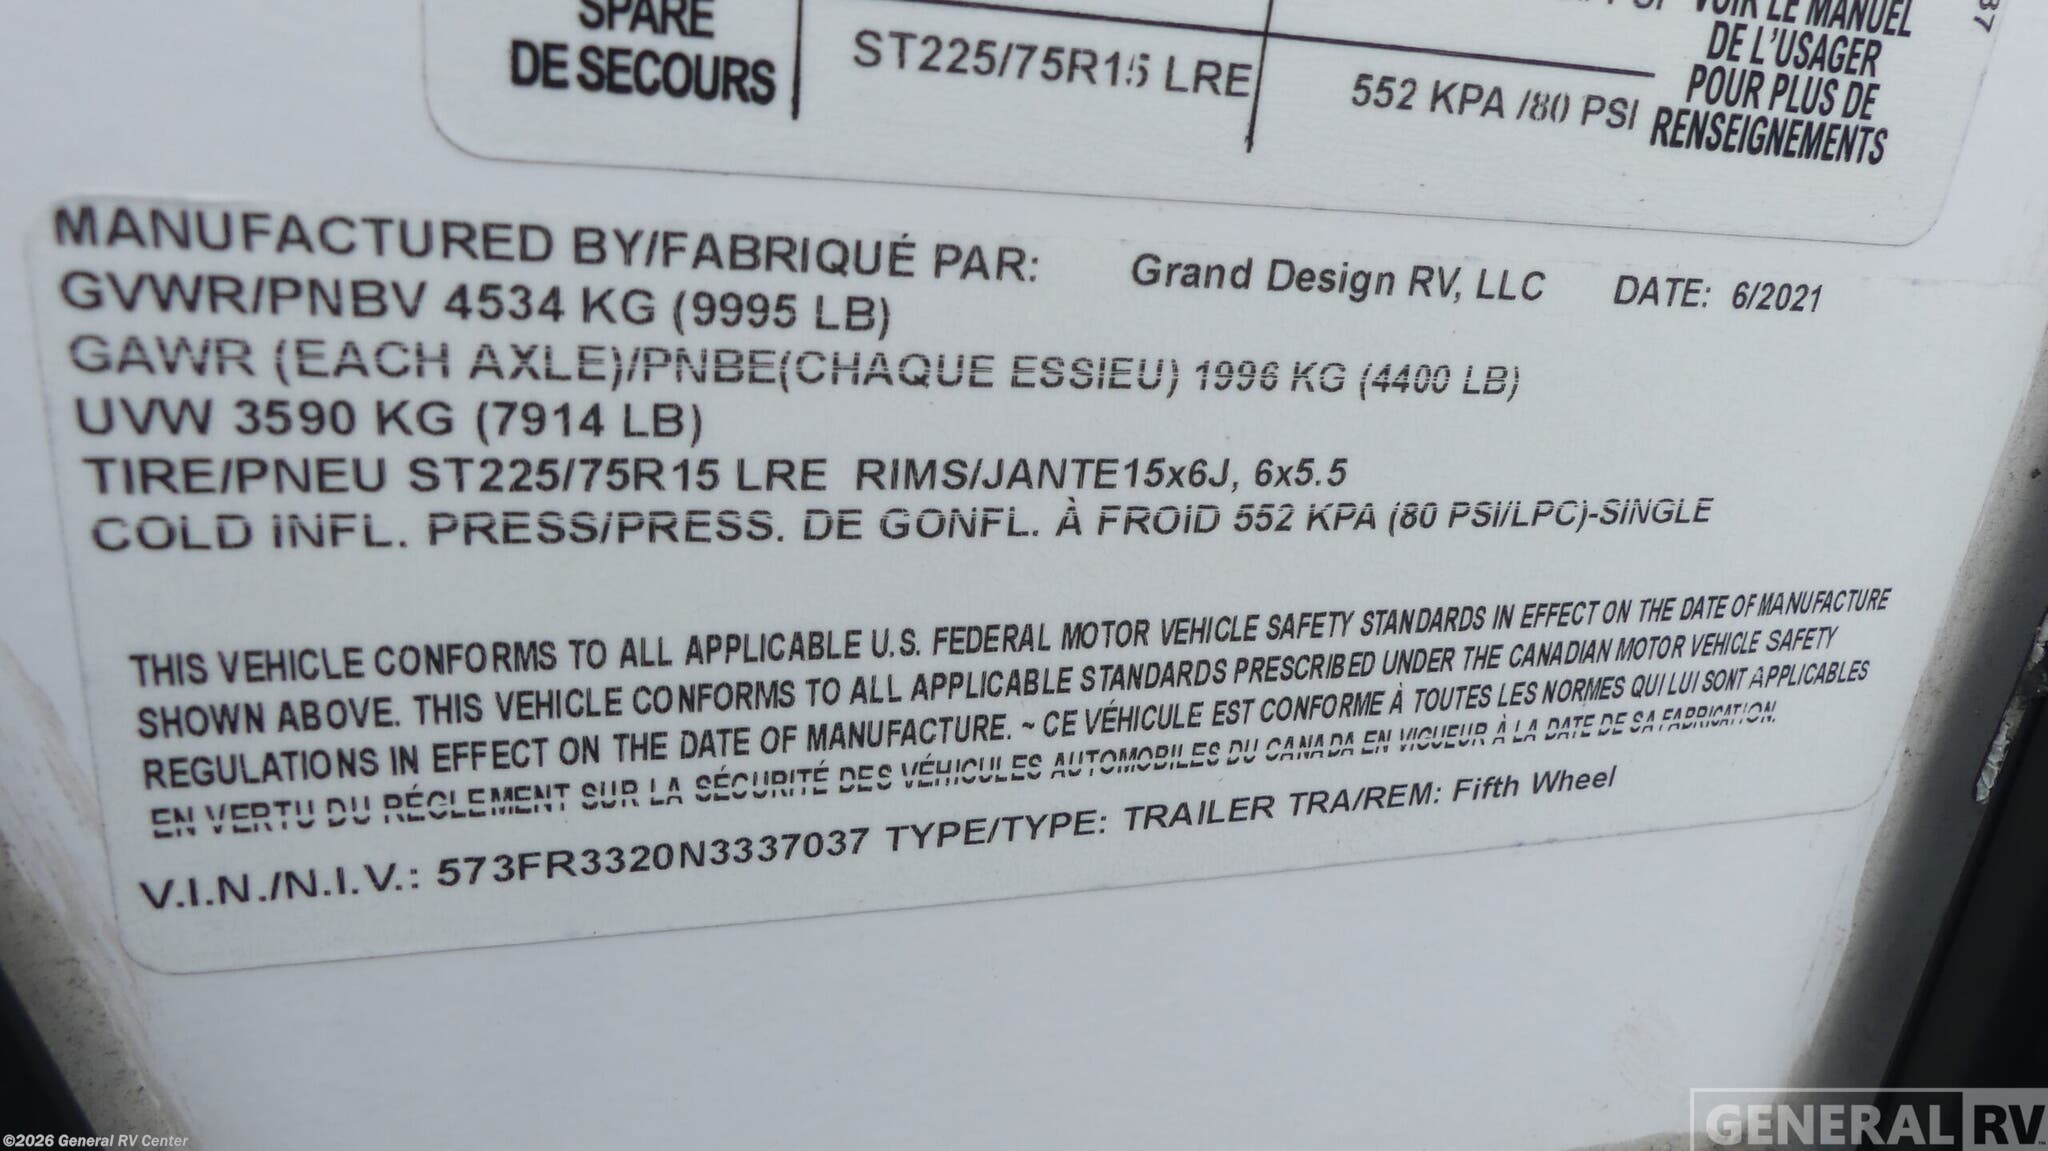 SPARE
DE SECOURS
ST225/75R15 LRE
552 KPA /80 PSI
VOIR LE MANUEL
DE L'USAGER
POUR PLUS DE
RENSEIGNEMENTS
MANUFACTURED BY/FABRIQUÉ PAR: Grand Design RV, LLC DATE: 6/2021
GVWR/PNBV 4534 KG (9995 LB)
GAWR (EACH AXLE)/PNBE(CHAQUE ESSIEU) 1996 KG (4400 LB)
UVW 3590 KG (7914 LB)
TIRE/PNEU ST225/75R15 LRE RIMS/JANTE15x6J, 6x5.5
COLD INFL. PRESS/PRESS. DE GONFL. À FROID 552 KPA (80 PSI/LPC)-SINGLE
THIS VEHICLE CONFORMS TO ALL APPLICABLE U.S. FEDERAL MOTOR VEHICLE SAFETY STANDARDS IN EFFECT ON THE DATE OF MANUFACTURE
SHOWN ABOVE. THIS VEHICLE CONFORMS TO ALL APPLICABLE STANDARDS PRESCRIBED UNDER THE CANADIAN MOTOR VEHICLE SAFETY
REGULATIONS IN EFFECT ON THE DATE OF MANUFACTURE. ~ CE VÉHICULE EST CONFORME À TOUTES LES NORMES QUI LUI SONT APPLICABLES
EN VERTU DU RÉGLEMENT SUR LA SÉCURITÉ DES VÉHICULES AUTOMOBILES DU CANADA EN VIGUEUR À LA DATE DE SA FABRICATION.
V.I.N./N.I.V.: 573FR3320N3337037 TYPE/TYPE: TRAILER TRA/REM: Fifth Wheel
©2026 General RV Center
GENERAL RV